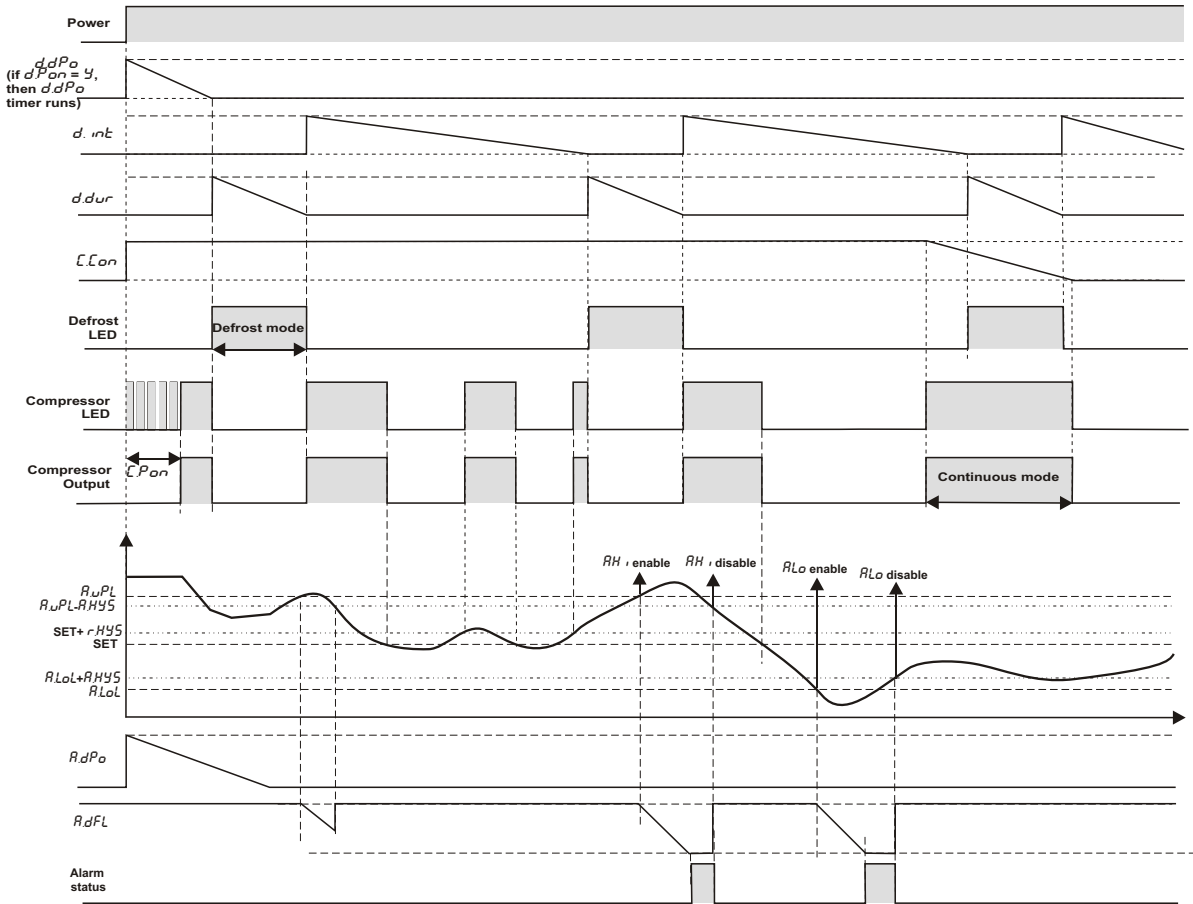 Power
d.dPo
(if d.Pon = y,
then d.dPo
timer runs)
d.int
d.dur
C.Con
Defrost
LED
Defrost mode
Compressor
LED
C.Pon
Compressor
Output
Continuous mode
AHi enable
AHi disable
ALo enable
ALo disable
A.uPL
A.uPL-A.HYS
SET+ r.HYS
SET
A.LoL+A.HYS
A.LoL
A.dPo
A.dFL
Alarm
status